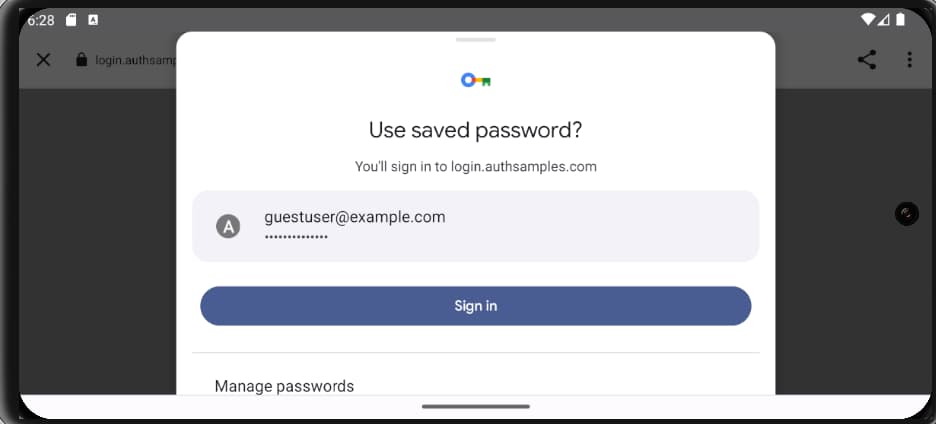 6:28
A
login.authsamp
Use saved password?
You'll sign in to login.authsamples.com
A
guestuser@example.com
••••••••••••••
Sign in
Manage passwords